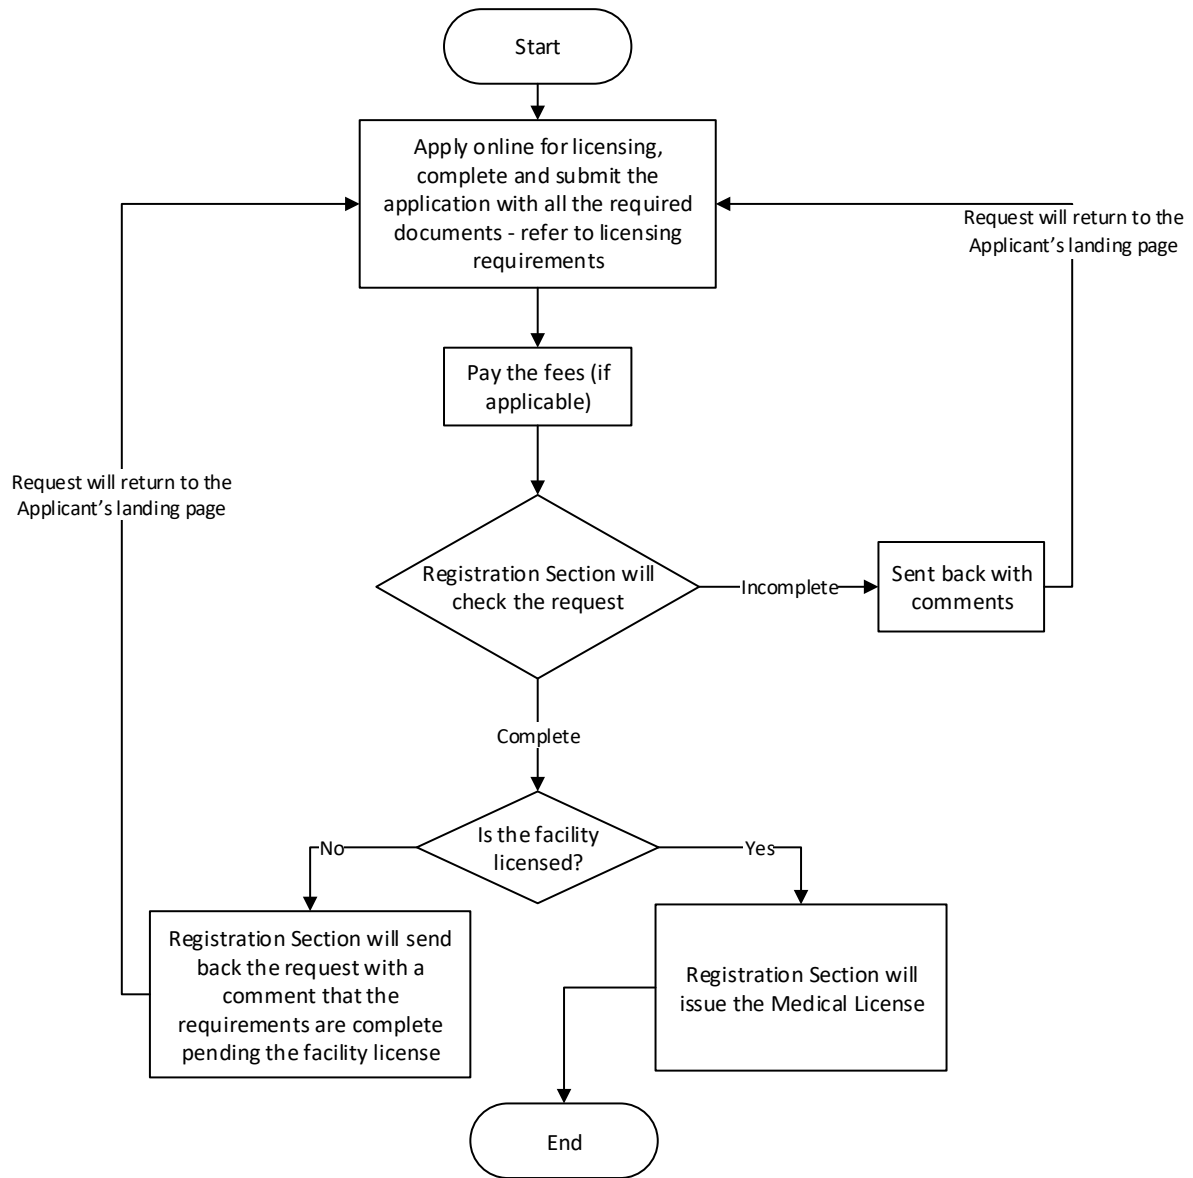 Start
Apply online for licensing,
complete and submit the
application with all the required
documents - refer to licensing
requirements
Request will return to the
Applicant’s landing page
Pay the fees (if
applicable)
Request will return to the
Applicant’s landing page
Registration Section will
check the request
Incomplete
Sent back with
comments
Complete
Is the facility
licensed?
No
Yes
Registration Section will send
back the request with a
comment that the
requirements are complete
pending the facility license
Registration Section will
issue the Medical License
End